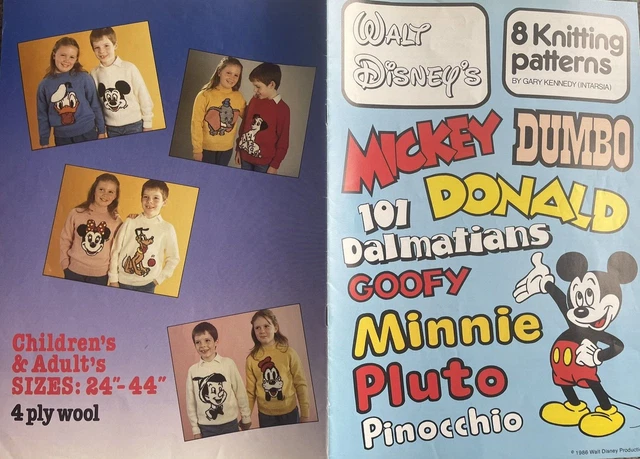 Children's
& Adult's
SIZES: 24"- 44"
4 ply wool
WALT
DISNEY'S
8 Knitting
patterns
BY GARY KENNEDY (INTARSIA)
MICKEY
DUMBO
DONALD
101
Dalmatians
GOOFY
Minnie
Pluto
Pinocchio
© 1986 Walt Disney Produc